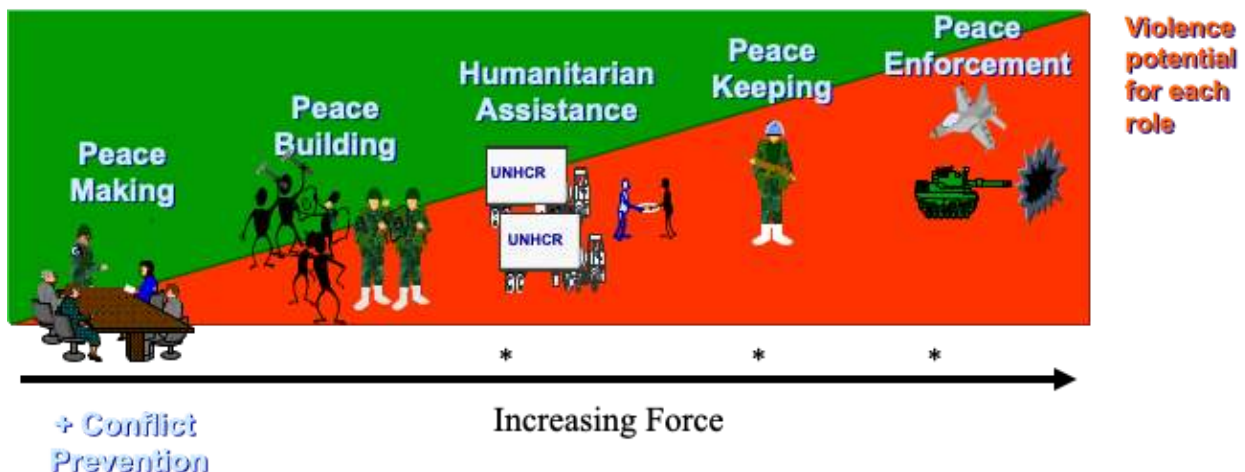 Peace
Making
Peace
Building
Humanitarian
Assistance
UNHCR
UNHCR
Peace
Keeping
Peace
Enforcement
Violence
potential
for each
role
* * *
Increasing Force
+ Conflict
Prevention